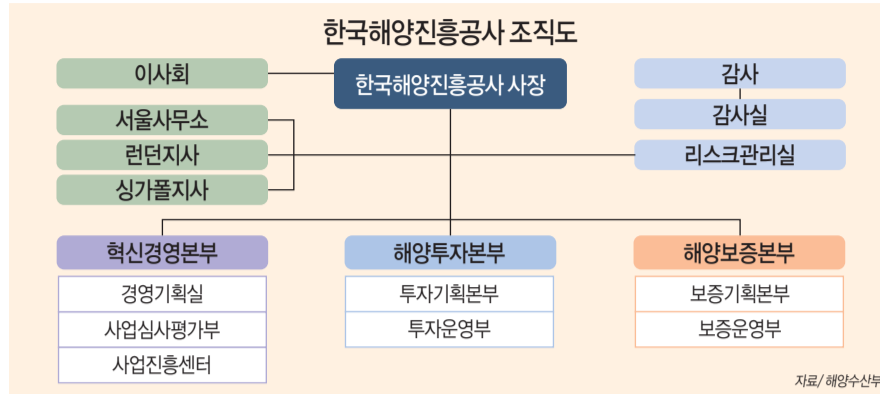 한국해양진흥공사 조직도
이사회
한국해양진흥공사 사장
감사
서울사무소
감사실
런던지사
리스크관리실
싱가폴지사
혁신경영본부
해양투자본부
해양보증본부
경영기획실
투자기획본부
보증기획본부
사업심사평가부
투자운영부
보증운영부
사업진흥센터
자료/ 해양수산부